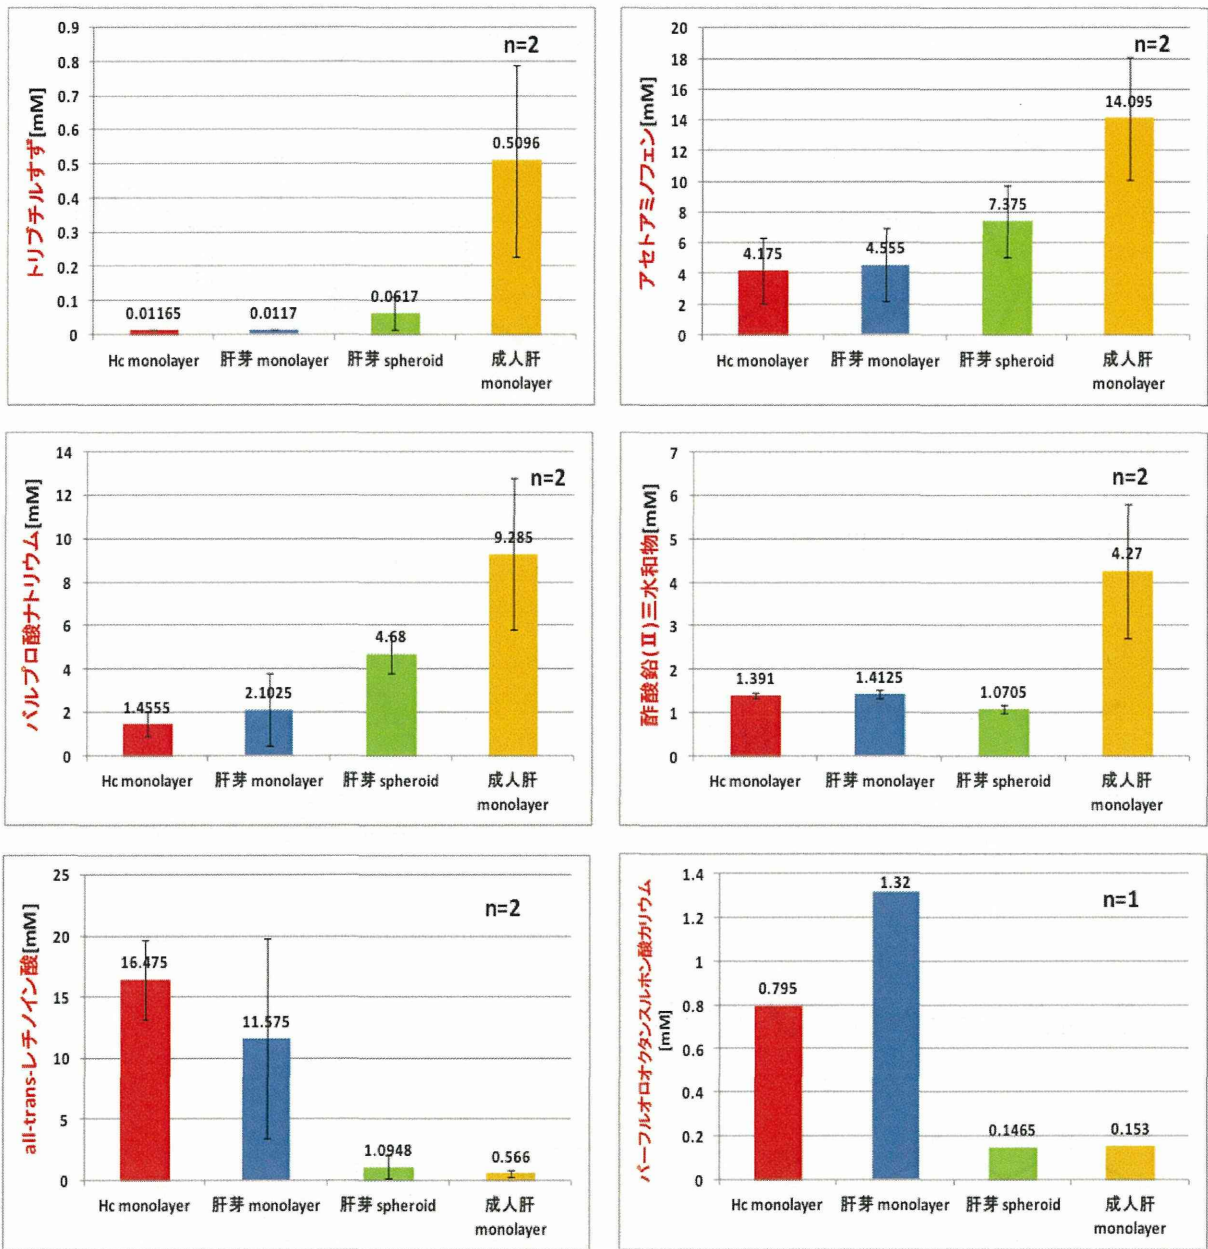 トリブチルすず[mM]
0.9
0.8
0.7
0.6
0.5
0.4
0.3
0.2
0.1
0
n=2
0.01165
0.0117
0.0617
0.5096
Hc monolayer
肝芽 monolayer
肝芽 spheroid
成人肝
monolayer
アセトアミノフェン[mM]
20
18
16
14
12
10
8
6
4
2
0
n=2
4.175
4.555
7.375
14.095
Hc monolayer
肝芽 monolayer
肝芽 spheroid
成人肝
monolayer
バルプロ酸ナトリウム[mM]
14
12
10
8
6
4
2
0
n=2
1.4555
2.1025
4.68
9.285
Hc monolayer
肝芽 monolayer
肝芽 spheroid
成人肝
monolayer
酢酸鉛(Ⅱ)三水和物[mM]
7
6
5
4
3
2
1
0
n=2
1.391
1.4125
1.0705
4.27
Hc monolayer
肝芽 monolayer
肝芽 spheroid
成人肝
monolayer
all-trans-レチノイン酸[mM]
25
20
15
10
5
0
n=2
16.475
11.575
1.0948
0.566
Hc monolayer
肝芽 monolayer
肝芽 spheroid
成人肝
monolayer
パーフルオロオクタンスルホン酸カリウム
[mM]
1.4
1.2
1
0.8
0.6
0.4
0.2
0
n=1
0.795
1.32
0.1465
0.153
Hc monolayer
肝芽 monolayer
肝芽 spheroid
成人肝
monolayer